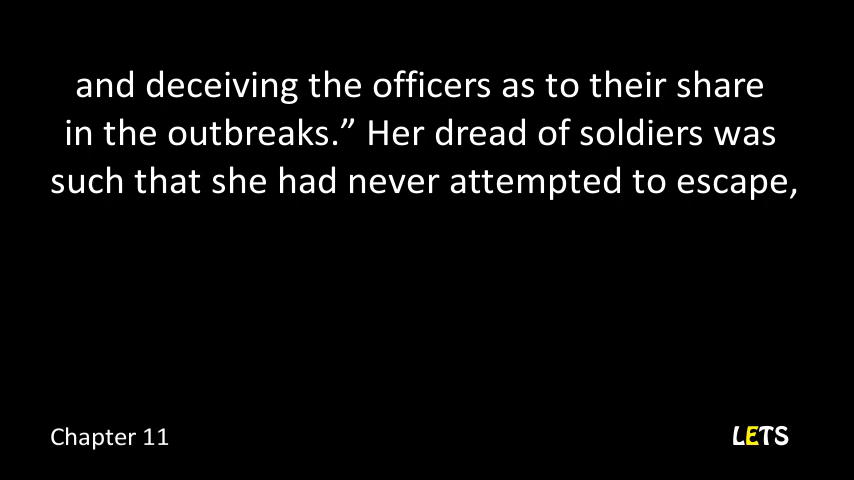 and deceiving the officers as to their share
in the outbreaks.” Her dread of soldiers was
such that she had never attempted to escape,
Chapter 11
LETS